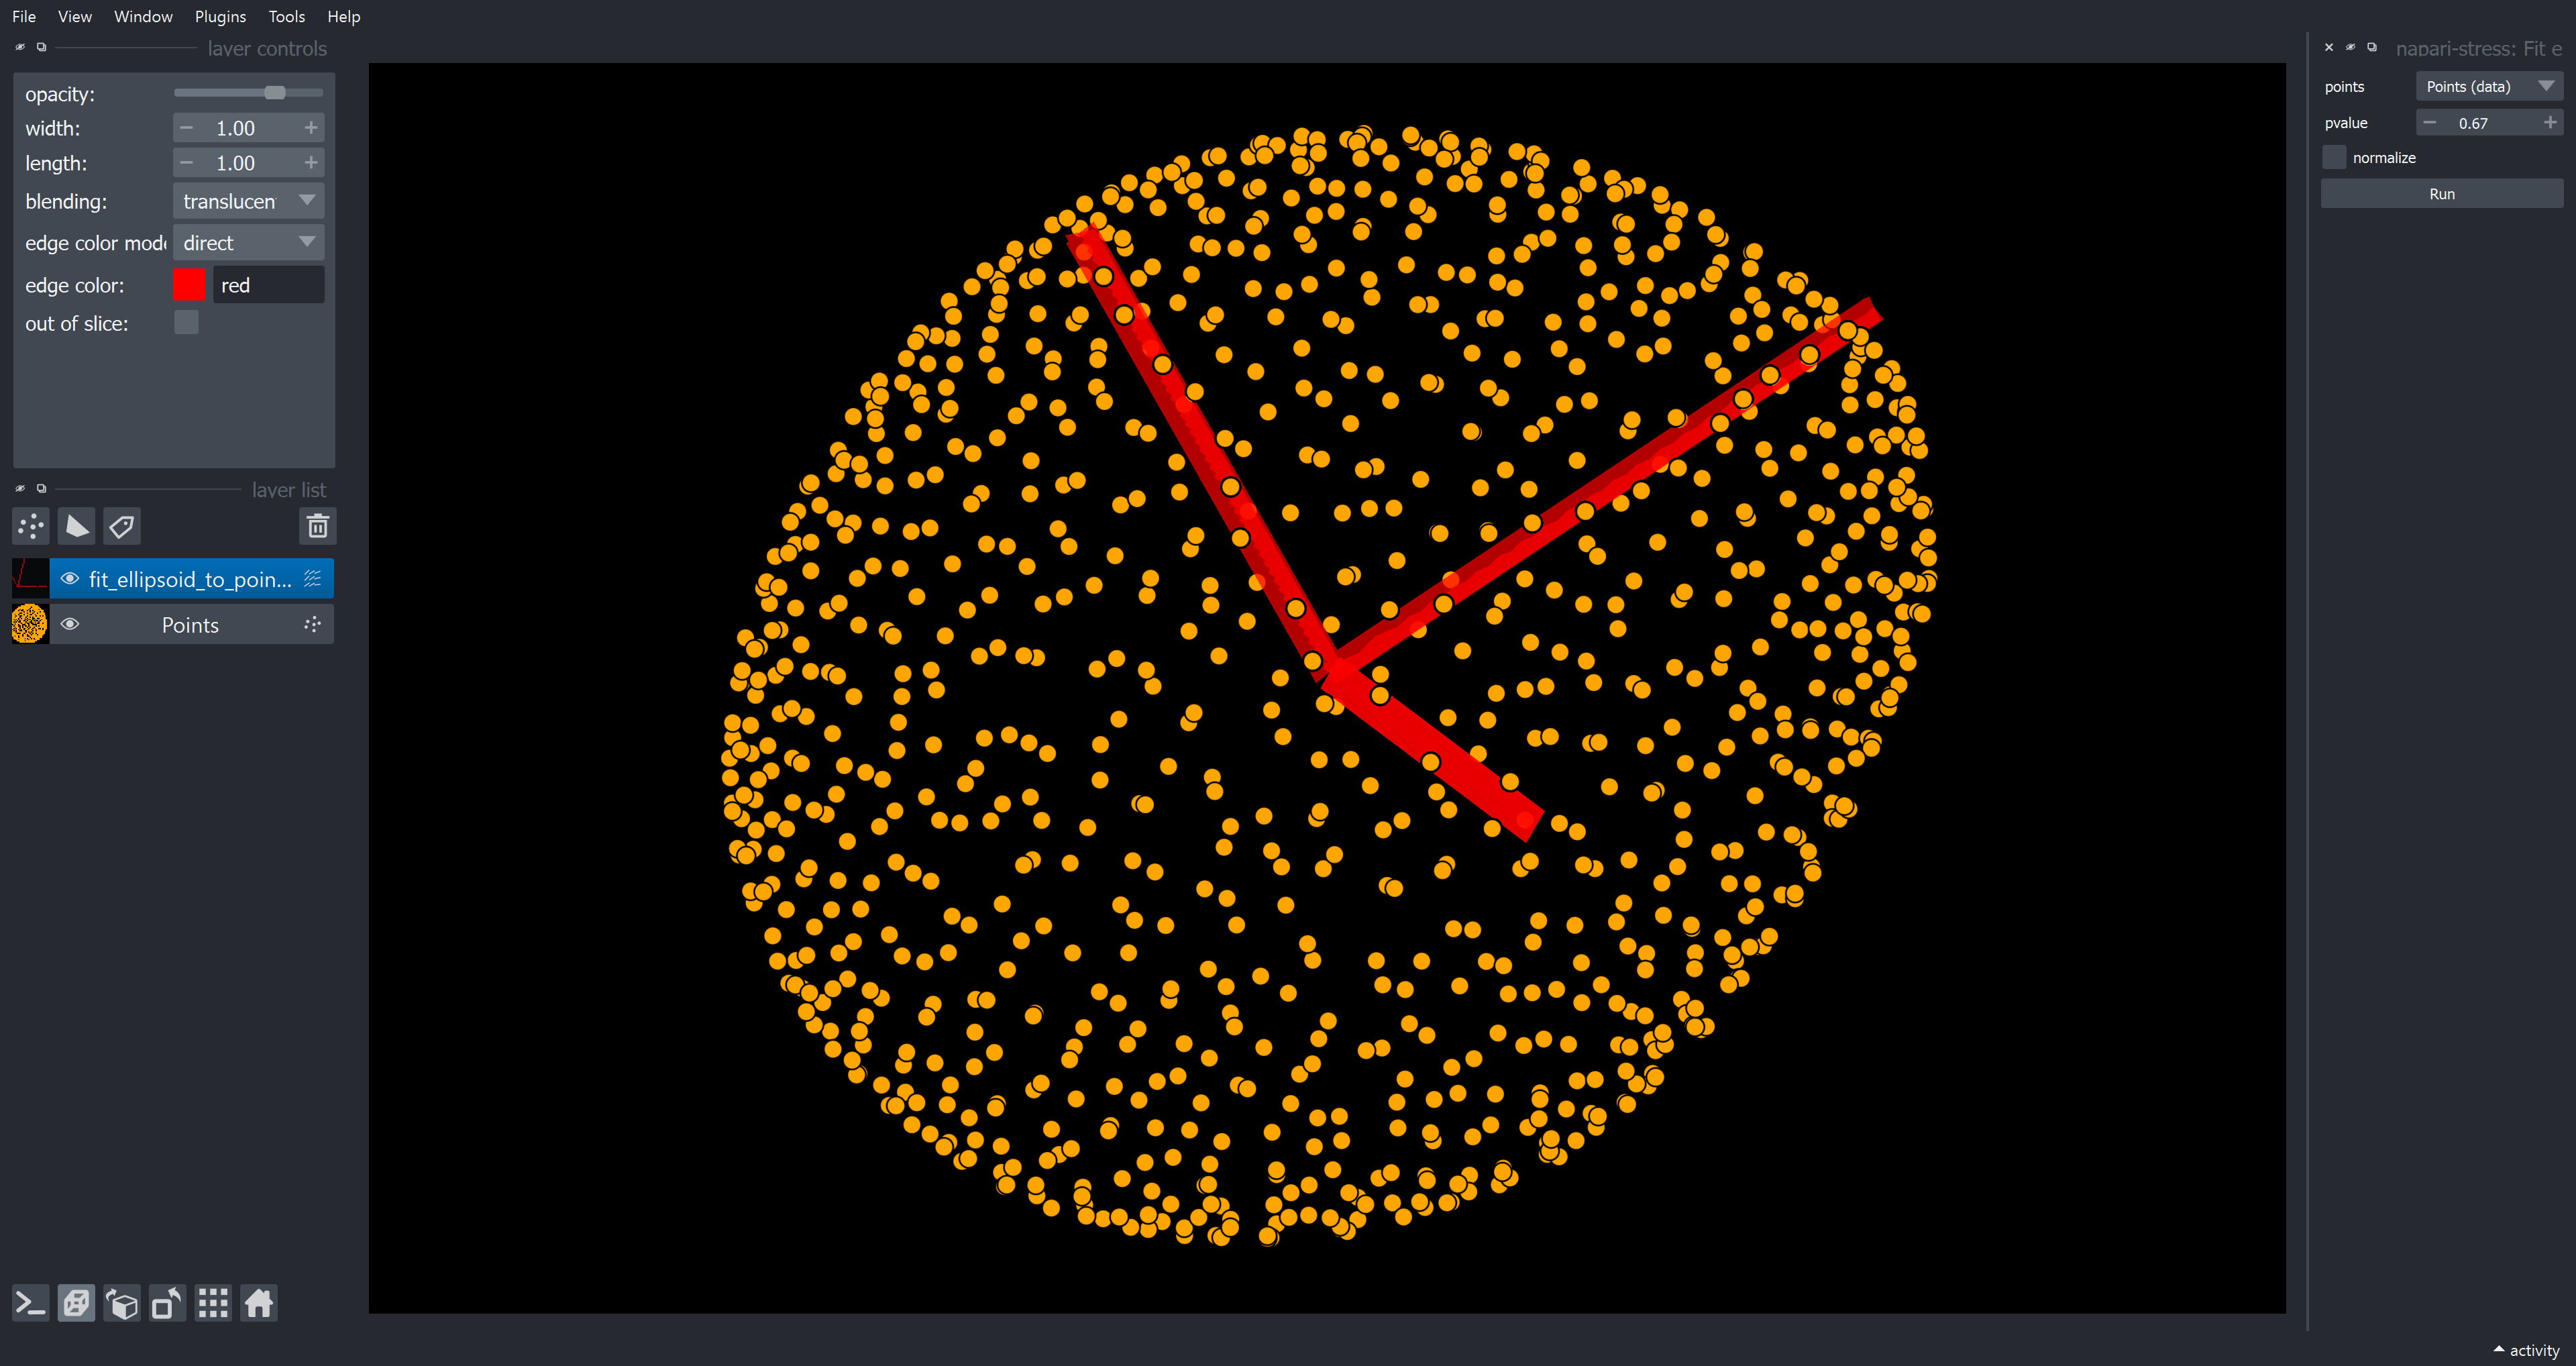 File View Window Plugins Tools Help
layer controls
opacity:
width: 1.00
length: 1.00
blending: translucen
edge color mod
direct
edge color: red
out of slice:
layer list
fit_ellipsoid_to_poin...
Points
napari-stress: Fit e
points Points (data)
pvalue 0.67
normalize
Run
activity